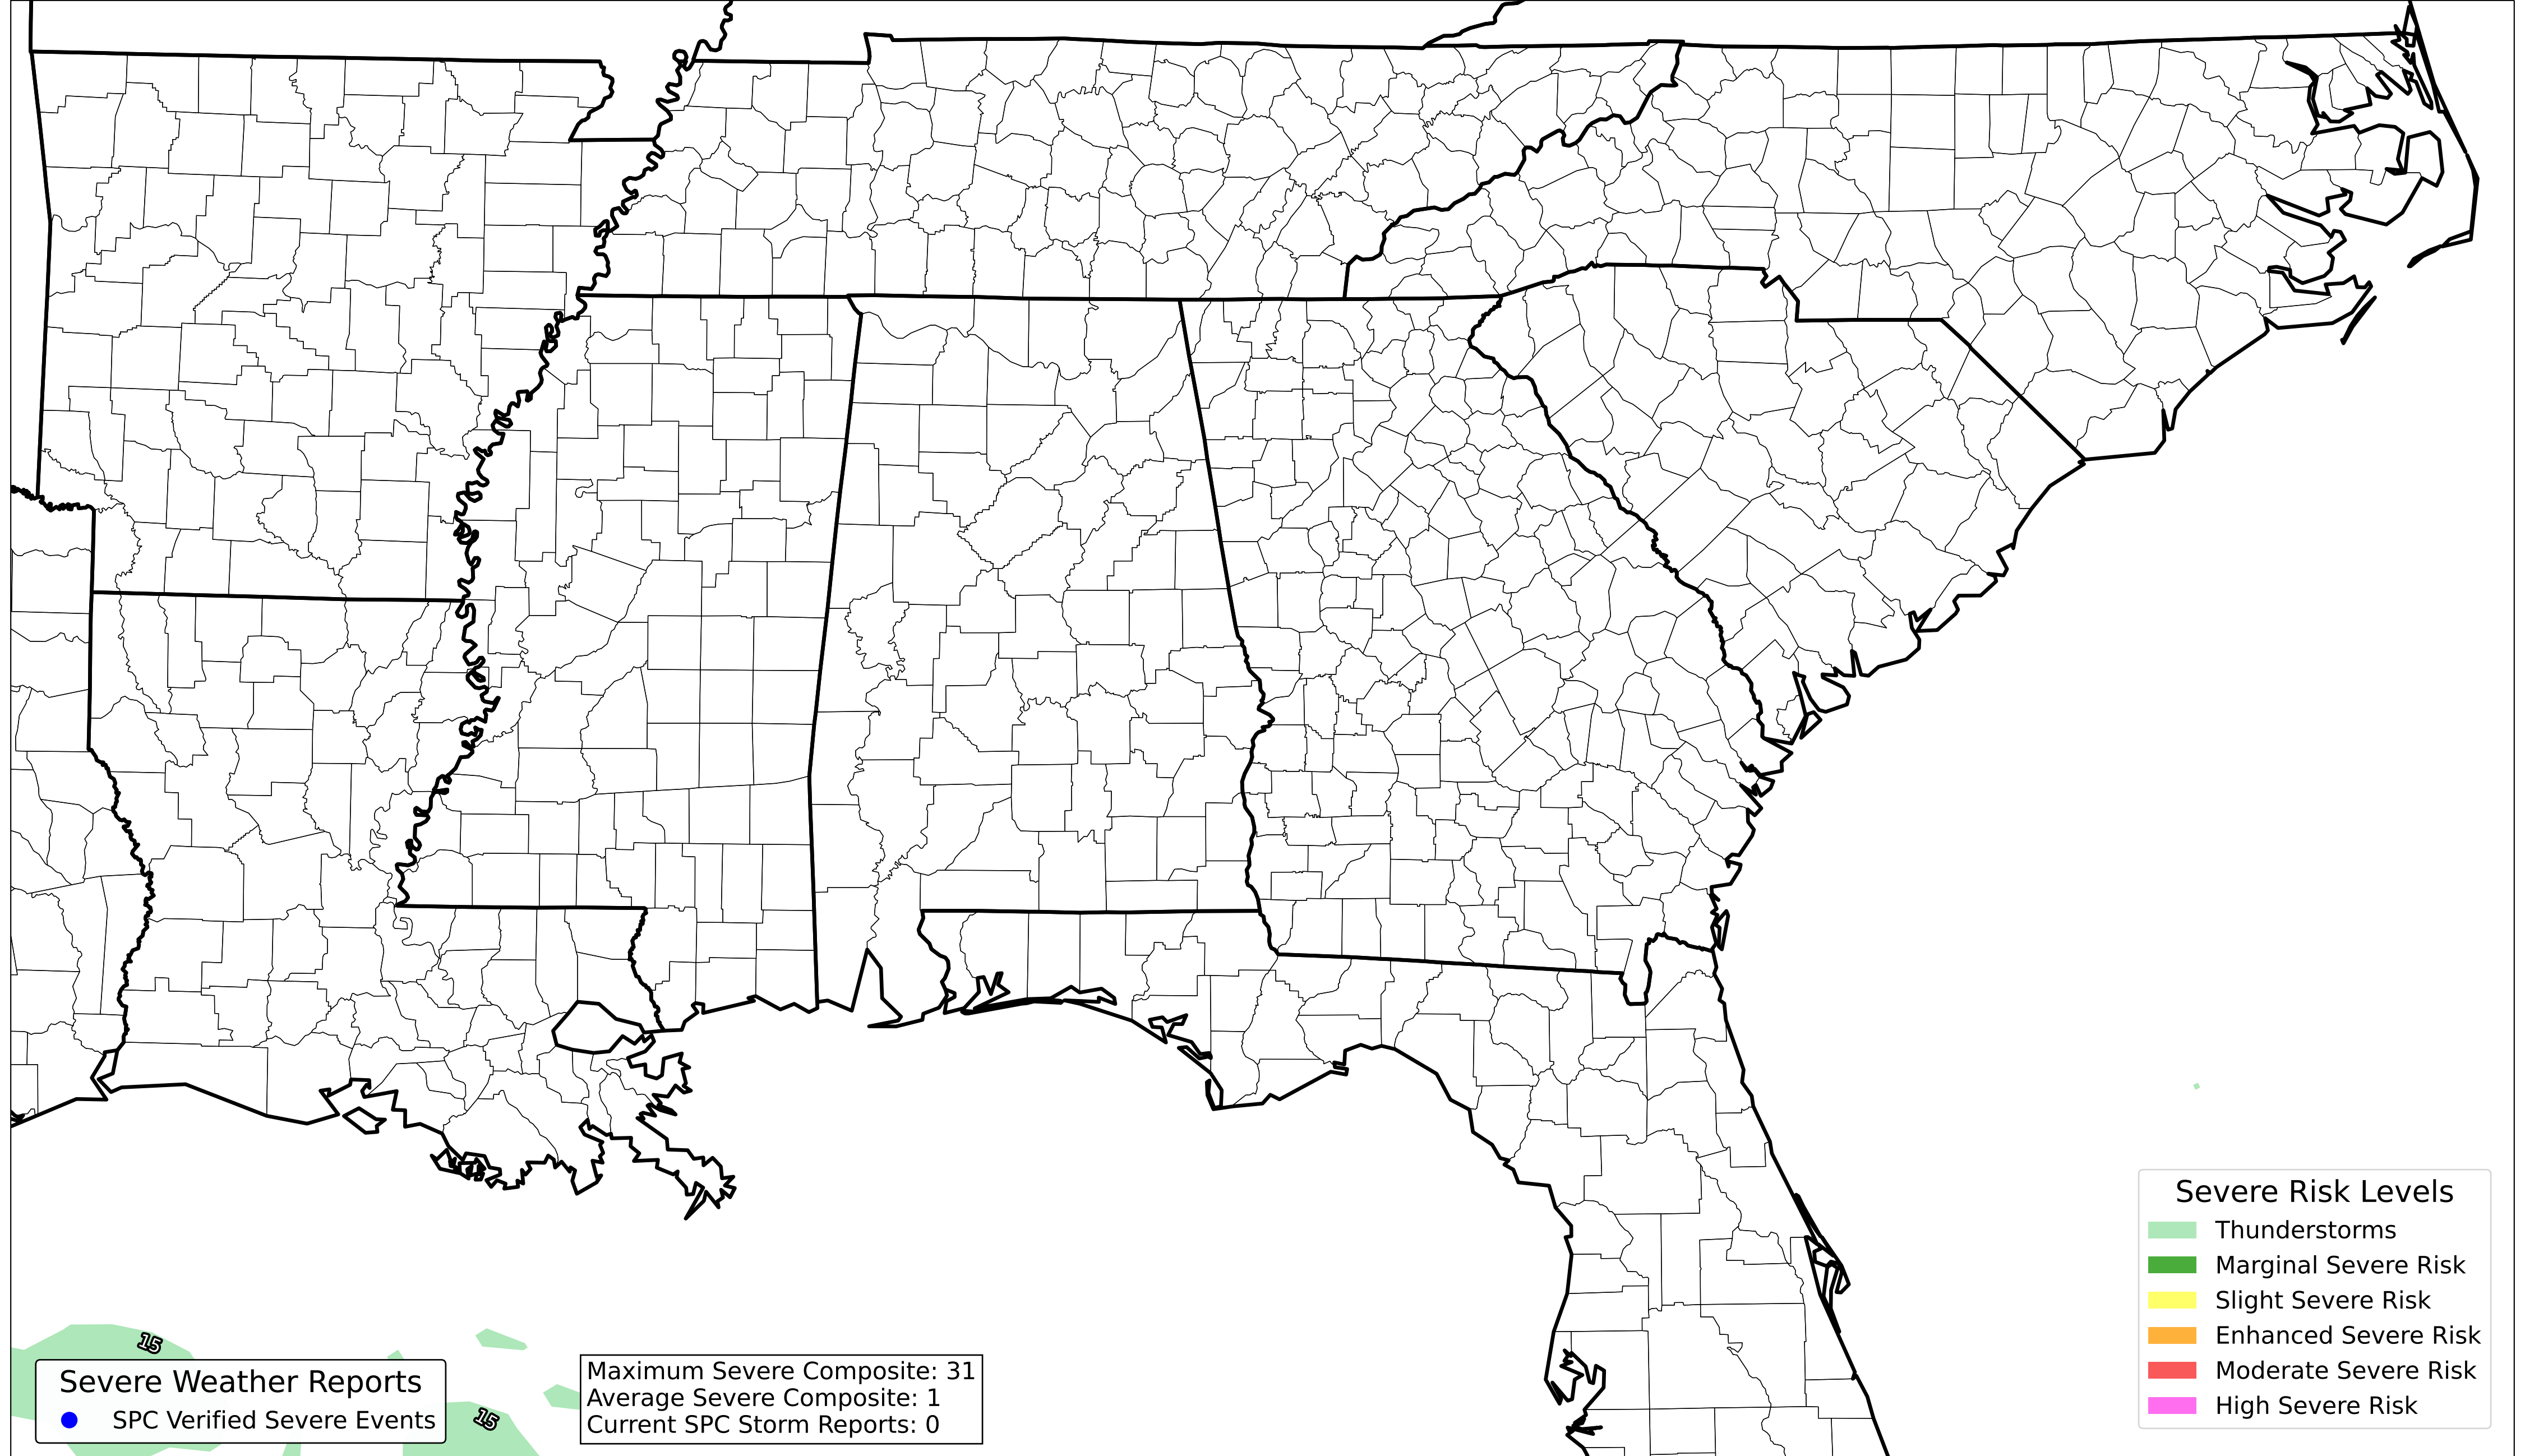 15
Severe Weather Reports
SPC Verified Severe Events
15
Maximum Severe Composite: 31
Average Severe Composite: 1
Current SPC Storm Reports: 0
Severe Risk Levels
Thunderstorms
Marginal Severe Risk
Slight Severe Risk
Enhanced Severe Risk
Moderate Severe Risk
High Severe Risk